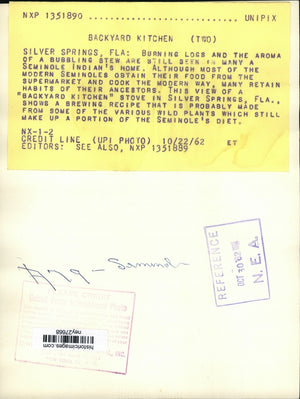 NXP 1351890.....................UNIPIX
BACKYARD KITCHEN (TWO)
SILVER SPRINGS, FLA: BURNING LOGS AND THE AROMA
OF A BUBBLING STEW ARE STILL SEEN IN MANY A
SEMINOLE INDIAN'S HOME. ALTHOUGH MOST OF THE
MODERN SEMINOLES OBTAIN THEIR FOOD FROM THE
SUPERMARKET AND COOK THE MODERN WAY, MANY RETAIN
HABITS OF THEIR ANCESTORS. THIS VIEW OF A
"BACKYARD KITCHEN" STOVE IN SILVER SPRINGS, FLA.,
SHOWS A BREWING RECIPE THAT IS PROBABLY MADE
FROM SOME OF THE VARIOUS WILD PLANTS WHICH STILL
MAKE UP A PORTION OF THE SEMINOLE'S DIET.
NX-1-2
CREDIT LINE (UPI PHOTO) 10/22/62 ET
EDITORS: SEE ALSO, NXP 1351889
REFERENCE
OCT 30 '62
N. E. A.
historicimages.com
ney27668
INC.